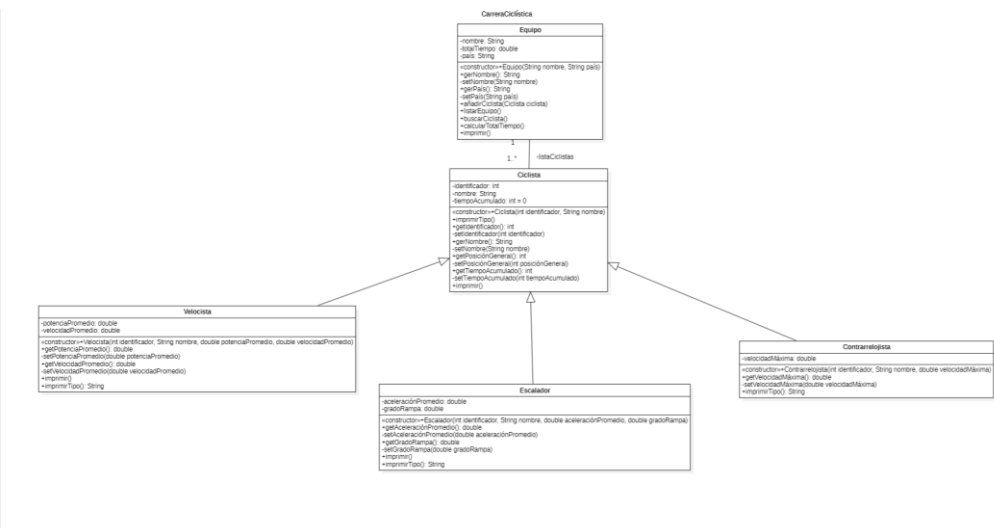 CarreraCiclística
Equipo
-nombre: String
-totalTiempo: double
-país: String
«constructor»+Equipo(String nombre, String país)
+gerNombre(): String
-setNombre(String nombre)
+gerPaís(): String
-setPaís(String país)
+añadirCiclista(Ciclista ciclista)
+listarEquipo()
+buscarCiclista()
+calcularTotalTiempo()
+imprimir()
1
1..*
-listaCiclistas
Ciclista
-identificador: int
-nombre: String
-tiempoAcumulado: int = 0
«constructor»+Ciclista(int identificador, String nombre)
+imprimirTipo()
+getIdentificador(): int
-setIdentificador(int identificador)
+gerNombre(): String
-setNombre(String nombre)
+getPosiciónGeneral(): int
-setPosiciónGeneral(int posiciónGeneral)
+getTiempoAcumulado(): int
-setTiempoAcumulado(int tiempoAcumulado)
+imprimir()
Velocista
-potenciaPromedio: double
-velocidadPromedio: double
«constructor»+Velocista(int identificador, String nombre, double potenciaPromedio, double velocidadPromedio)
+getPotenciaPromedio(): double
-setPotenciaPromedio(double potenciaPromedio)
+getVelocidadPromedio(): double
-setVelocidadPromedio(double velocidadPromedio)
+imprimir()
+imprimirTipo(): String
Escalador
-aceleraciónPromedio: double
-gradoRampa: double
«constructor»+Escalador(int identificador, String nombre, double aceleraciónPromedio, double gradoRampa)
+getAceleraciónPromedio(): double
-setAceleraciónPromedio(double aceleraciónPromedio)
+getGradoRampa(): double
-setGradoRampa(double gradoRampa)
+imprimir()
+imprimirTipo(): String
Contrarrelojista
-velocidadMáxima: double
«constructor»+Contrarrelojista(int identificador, String nombre, double velocidadMáxima)
+getVelocidadMáxima(): double
-setVelocidadMáxima(double velocidadMáxima)
+imprimirTipo(): String